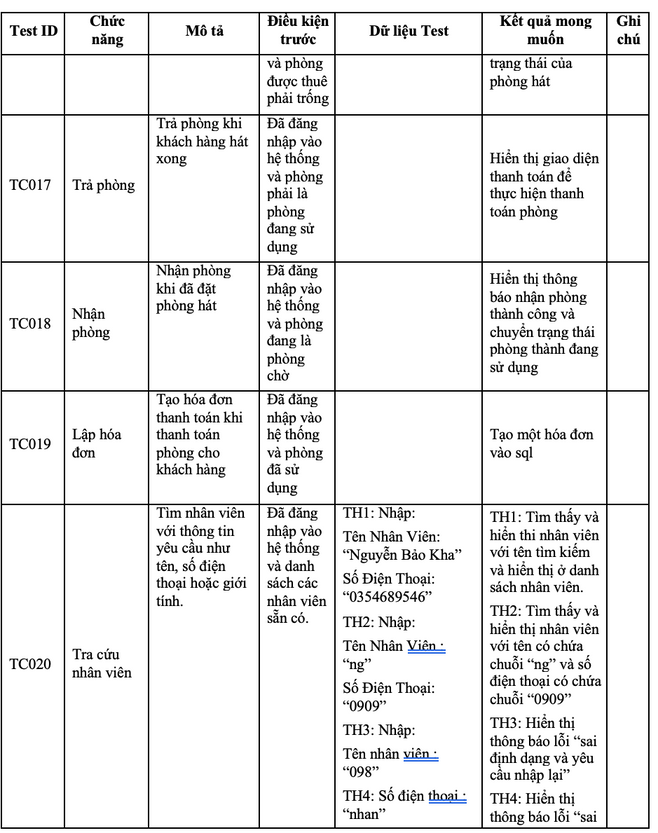 Test ID
Chức
năng
Mô tả
Điều kiện
trước
Dữ liệu Test
Kết quả mong
muốn
Ghi
chú
và phòng
được thuê
phải trống
trạng thái của
phòng hát
TC017
Trả phòng
Trả phòng khi
khách hàng hát
xong
Đã đăng
nhập vào
hệ thống
và phòng
phải là
phòng
đang sử
dụng
Hiển thị giao diện
thanh toán để
thực hiện thanh
toán phòng
TC018
Nhận
phòng
Nhận phòng
khi đã đặt
phòng hát
Đã đăng
nhập vào
hệ thống
và phòng
đang là
phòng
chờ
Hiển thị thông
báo nhận phòng
thành công và
chuyển trạng thái
phòng thành đang
sử dụng
TC019
Lập hóa
đơn
Tạo hóa đơn
thanh toán khi
thanh toán
phòng cho
khách hàng
Đã đăng
nhập vào
hệ thống
và phòng
đã sử
dụng
Tạo một hóa đơn
vào sql
TC020
Tra cứu
nhân viên
Tìm nhân viên
với thông tin
yêu cầu như
tên, số điện
thoại hoặc giới
tính.
Đã đăng
nhập vào
hệ thống
và danh
sách các
nhân viên
sẵn có.
TH1: Nhập:
Tên Nhân Viên:
“Nguyễn Bảo Kha”
Số Điện Thoại:
“0354689546”
TH2: Nhập:
Tên Nhân Viên :
“ng”
Số Điện Thoại:
“0909”
TH3: Nhập:
Tên nhân viên :
“098”
TH4: Số điện thoại :
“nhan”
TH1: Tìm thấy và
hiển thi nhân viên
với tên tìm kiếm
và hiển thị ở danh
sách nhân viên.
TH2: Tìm thấy và
hiển thị nhân viên
với tên có chứa
chuỗi “ng” và số
điện thoại có chứa
chuỗi “0909”
TH3: Hiển thị
thông báo lỗi “sai
định dạng và yêu
cầu nhập lại”
TH4: Hiển thị
thông báo lỗi “sai